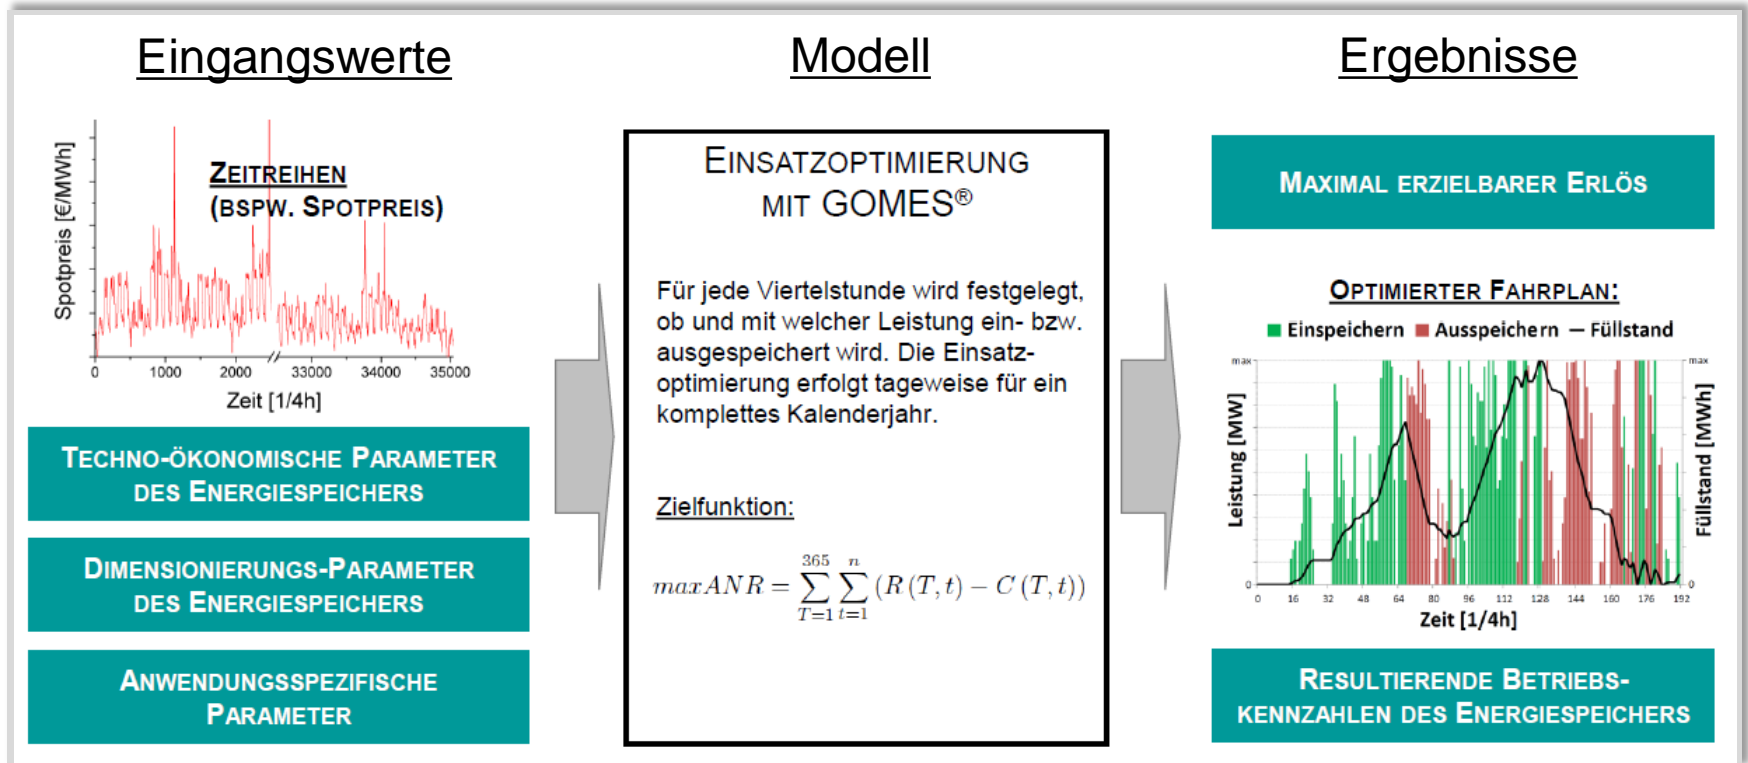 Eingangswerte
Spotpreis [€/MWh]
ZEITREIHEN
(BSPW. SPOTPREIS)
0 1000 2000 33000 34000 35000
Zeit [1/4h]
TECHNO-ÖKONOMISCHE PARAMETER
DES ENERGIESPEICHERS
DIMENSIONIERUNGS-PARAMETER
DES ENERGIESPEICHERS
ANWENDUNGSSPEZIFISCHE
PARAMETER
Modell
EINSATZOPTIMIERUNG
MIT GOMES®
Für jede Viertelstunde wird festgelegt,
ob und mit welcher Leistung ein- bzw.
ausgespeichert wird. Die Einsatz-
optimierung erfolgt tageweise für ein
komplettes Kalenderjahr.
Zielfunktion:
365 n
maxANR = ∑ ∑ (R (T, t) − C (T, t))
T=1 t=1
Ergebnisse
MAXIMAL ERZIELBARER ERLÖS
OPTIMIERTER FAHRPLAN:
Einspeichern Ausspeichern Füllstand
max max
Leistung [MW]
Füllstand [MWh]
0 0
0 16 32 48 64 80 96 112 128 144 160 176 192
Zeit [1/4h]
RESULTIERENDE BETRIEBS-
KENNZAHLEN DES ENERGIESPEICHERS